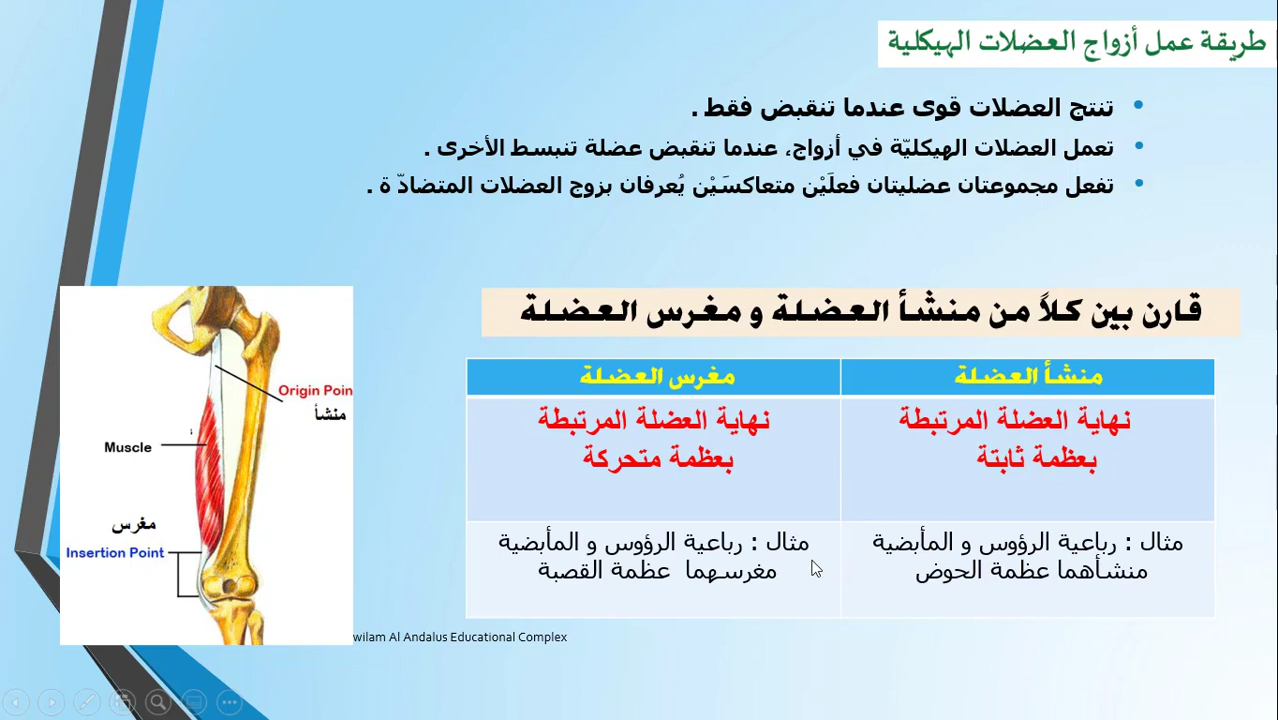 طريقة عمل أزواج العضلات الهيكلية
تنتج العضلات قوى عندما تنقبض فقط .
تعمل العضلات الهيكليّة في أزواج، عندما تنقبض عضلة تنبسط الأخرى .
تفعل مجموعتان عضليتان فعلَيْن متعاكسَيْن يُعرفان بزوج العضلات المتضادّ ة .
قارن بين كلاً من منشأ العضلة و مغرس العضلة
منشأ العضلة
مغرس العضلة
نهاية العضلة المرتبطة
بعظمة ثابتة
نهاية العضلة المرتبطة
بعظمة متحركة
مثال : رباعية الرؤوس و المأبضية
منشأهما عظمة الحوض
مثال : رباعية الرؤوس و المأبضية
مغرسهما عظمة القصبة
Origin Poin
منشأ
Muscle
مغرس
Insertion Point
wilam Al Andalus Educational Complex